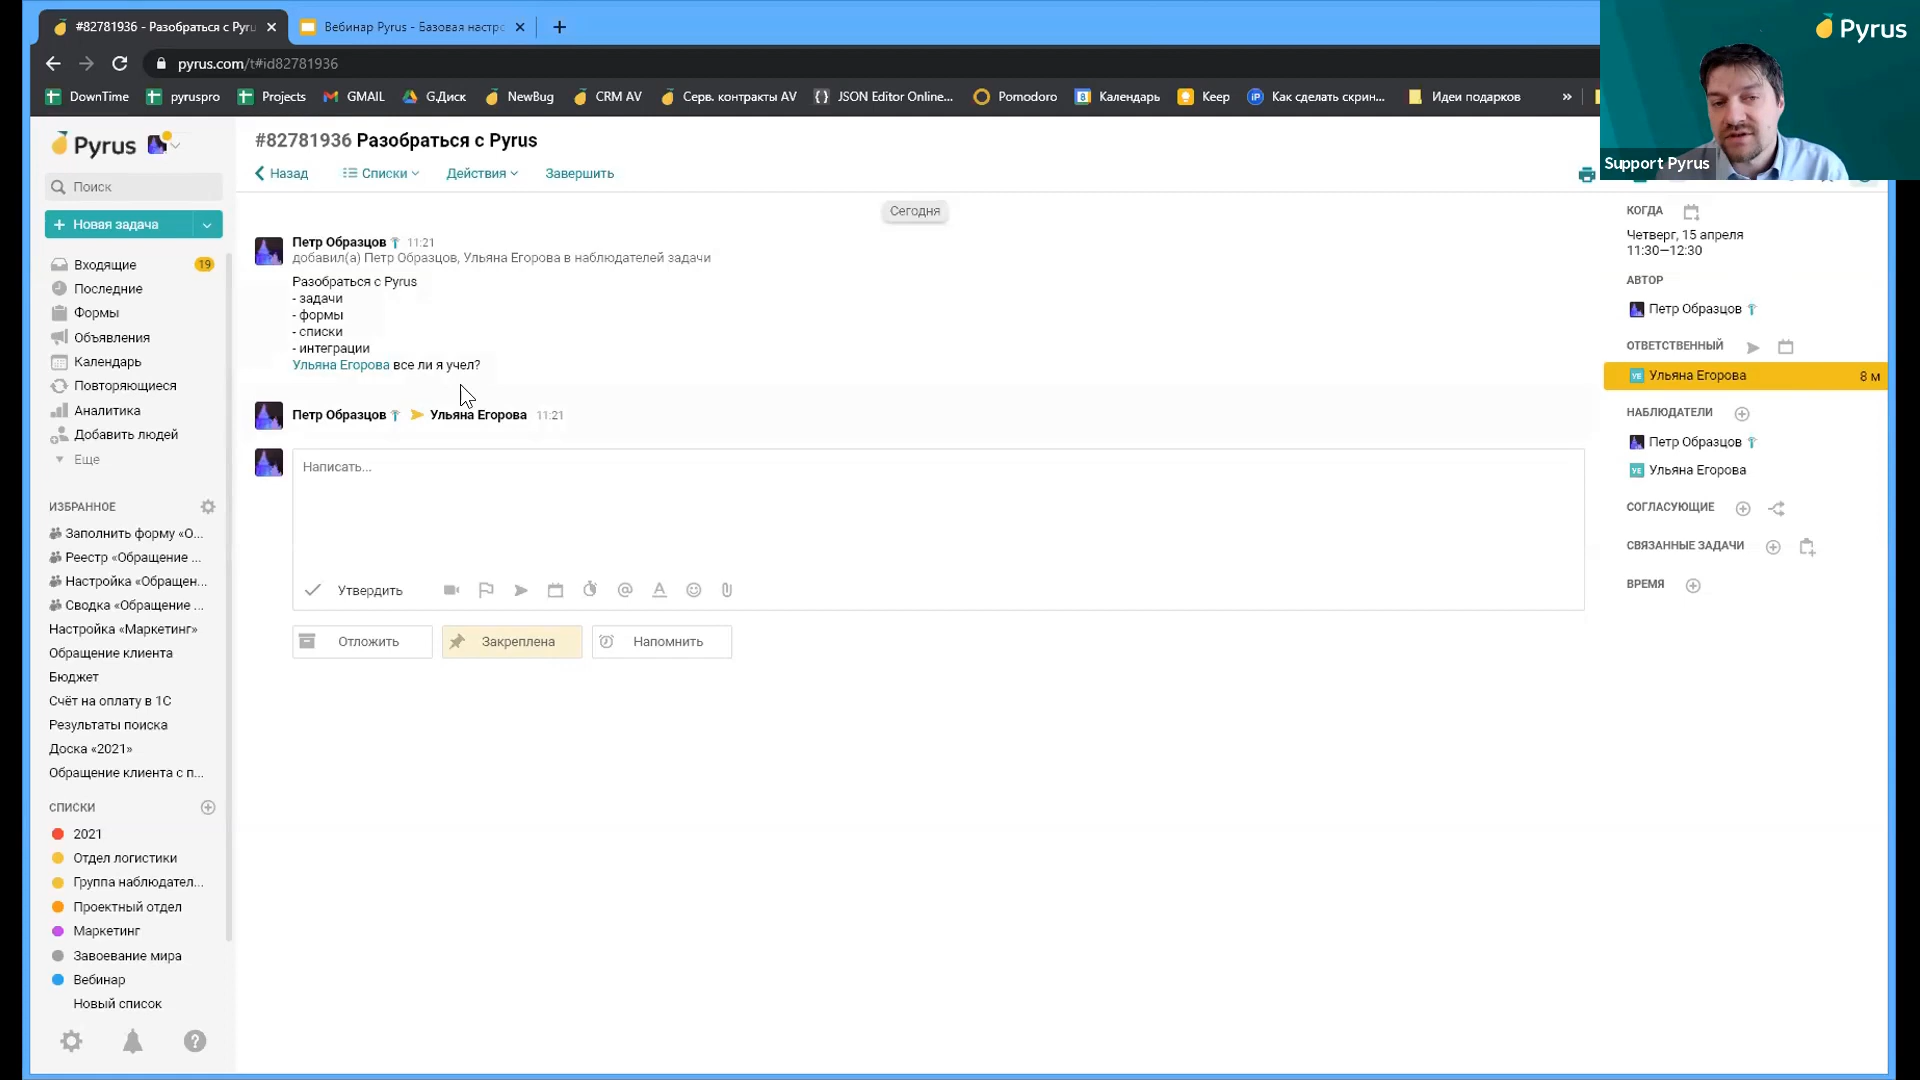 #82781936 - Разобраться с Pyru
Вебинар Pyrus - Базовая настро
pyrus.com/t#id82781936
DownTime
pyruspro
Projects
GMAIL
G.Диск
NewBug
CRM AV
Серв. контракты AV
JSON Editor Online...
Pomodoro
Календарь
Keep
Как сделать скрин...
Идеи подарков
»
Pyrus
Support Pyrus
Pyrus
Поиск
+ Новая задача
Входящие 19
Последние
Формы
Объявления
Календарь
Повторяющиеся
Аналитика
Добавить людей
Еще
ИЗБРАННОЕ
Заполнить форму «О...
Реестр «Обращение ...
Настройка «Обращен...
Сводка «Обращение ...
Настройка «Маркетинг»
Обращение клиента
Бюджет
Счёт на оплату в 1С
Результаты поиска
Доска «2021»
Обращение клиента с п...
СПИСКИ
2021
Отдел логистики
Группа наблюдател...
Проектный отдел
Маркетинг
Завоевание мира
Вебинар
Новый список
#82781936 Разобраться с Pyrus
Назад
Списки
Действия
Завершить
Сегодня
Петр Образцов 11:21
добавил(а) Петр Образцов, Ульяна Егорова в наблюдателей задачи
Разобраться с Pyrus
- задачи
- формы
- списки
- интеграции
Ульяна Егорова все ли я учел?
Петр Образцов Ульяна Егорова 11:21
Написать...
Утвердить
Отложить
Закреплена
Напомнить
КОГДА
Четверг, 15 апреля
11:30—12:30
АВТОР
Петр Образцов
ОТВЕТСТВЕННЫЙ
УЕ Ульяна Егорова 8 м
НАБЛЮДАТЕЛИ
Петр Образцов
УЕ Ульяна Егорова
СОГЛАСУЮЩИЕ
СВЯЗАННЫЕ ЗАДАЧИ
ВРЕМЯ